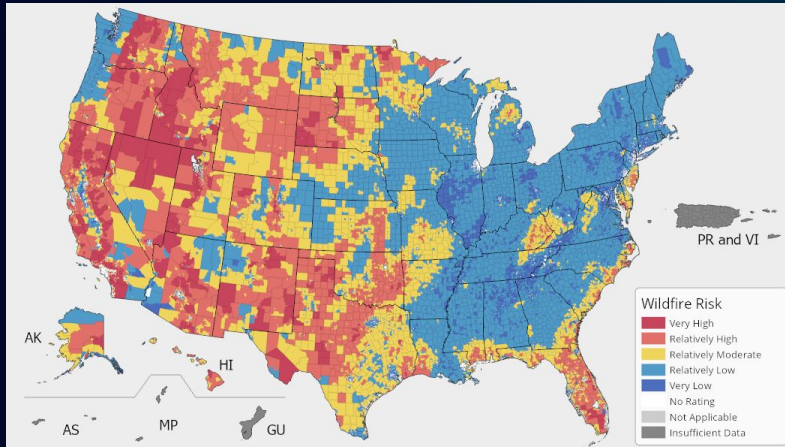 PR and VI
AK
HI
AS
MP
GU
Wildfire Risk
Very High
Relatively High
Relatively Moderate
Relatively Low
Very Low
No Rating
Not Applicable
Insufficient Data